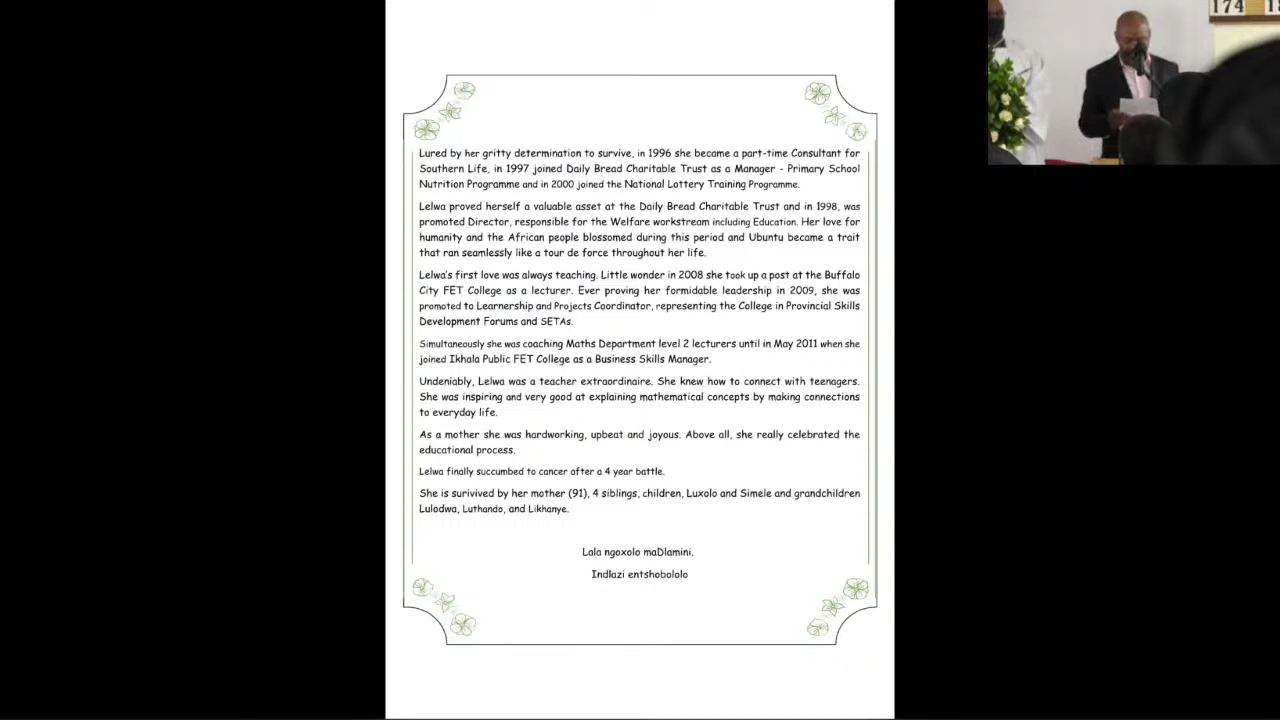 174
Lured by her gritty determination to survive, in 1996 she became a part-time Consultant for
Southern Life, in 1997 joined Daily Bread Charitable Trust as a Manager - Primary School
Nutrition Programme and in 2000 joined the National Lottery Training Programme.
Lelwa proved herself a valuable asset at the Daily Bread Charitable Trust and in 1998, was
promoted Director, responsible for the Welfare workstream including Education. Her love for
humanity and the African people blossomed during this period and Ubuntu became a trait
that ran seamlessly like a tour de force throughout her life.
Lelwa's first love was always teaching. Little wonder in 2008 she took up a post at the Buffalo
City FET College as a lecturer. Ever proving her formidable leadership in 2009, she was
promoted to Learnership and Projects Coordinator, representing the College in Provincial Skills
Development Forums and SETAs.
Simultaneously she was coaching Maths Department level 2 lecturers until in May 2011 when she
joined Ikhala Public FET College as a Business Skills Manager.
Undeniably, Lelwa was a teacher extraordinaire. She knew how to connect with teenagers.
She was inspiring and very good at explaining mathematical concepts by making connections
to everyday life.
As a mother she was hardworking, upbeat and joyous. Above all, she really celebrated the
educational process.
Lelwa finally succumbed to cancer after a 4 year battle.
She is surivived by her mother (91), 4 siblings, children, Luxolo and Simele and grandchildren
Lulodwa, Luthando, and Likhanye.
Lala ngoxolo maDlamini.
Indlazi entshobololo